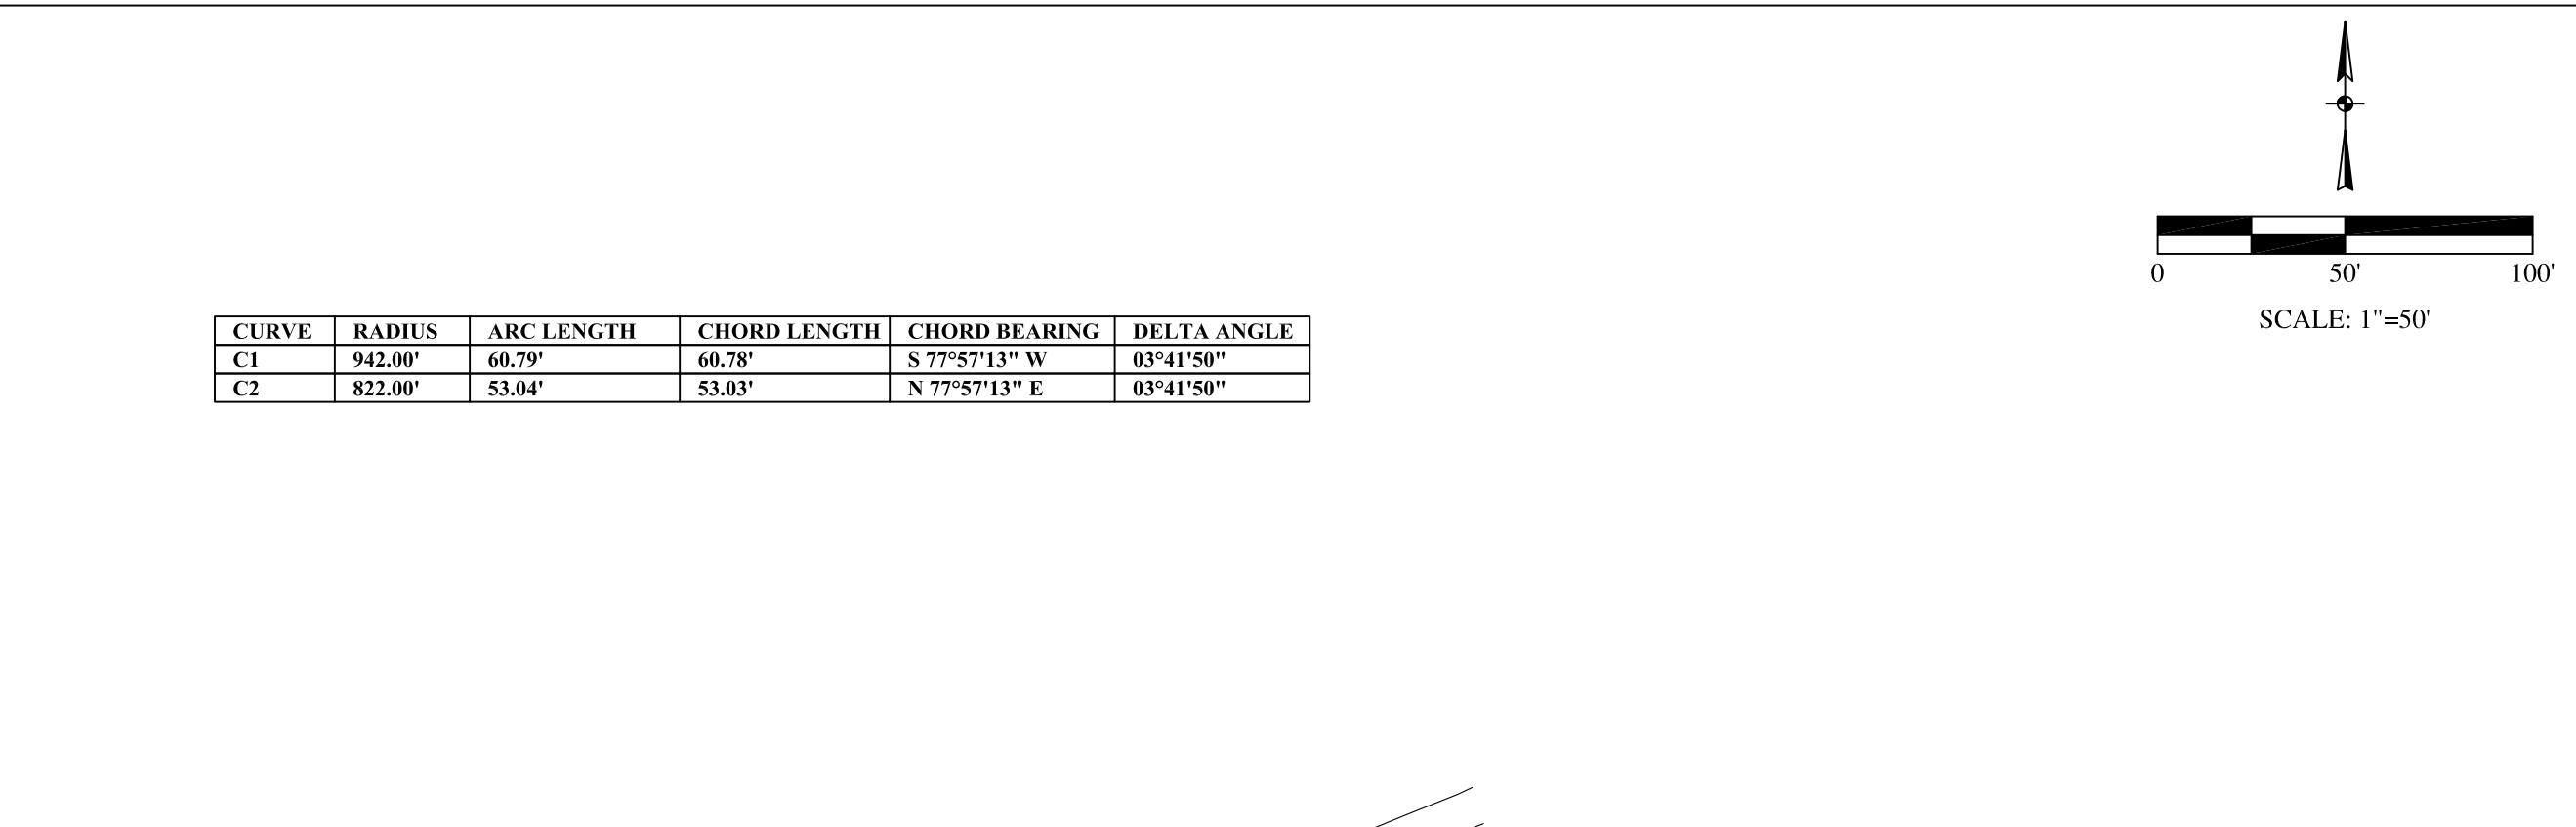 0 50' 100'
SCALE: 1"=50'
CURVE RADIUS ARC LENGTH CHORD LENGTH CHORD BEARING DELTA ANGLE
C1 942.00' 60.79' 60.78' S 77°57'13" W 03°41'50"
C2 822.00' 53.04' 53.03' N 77°57'13" E 03°41'50"